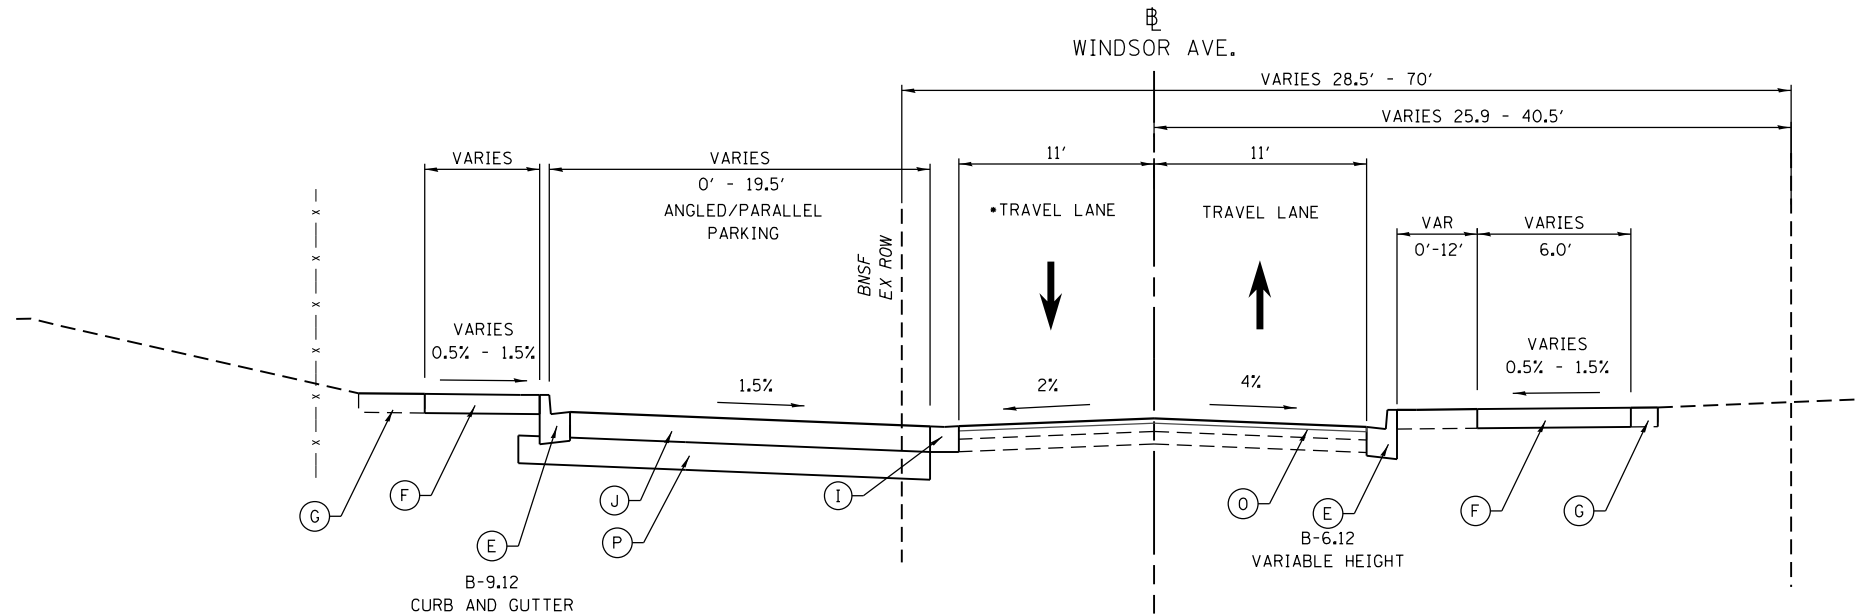 ℄
WINDSOR AVE.
VARIES 28.5' - 70'
VARIES 25.9 - 40.5'
VARIES
VARIES
0' - 19.5'
ANGLED/PARALLEL
PARKING
11'
11'
*TRAVEL LANE
TRAVEL LANE
VAR
0'-12'
VARIES
6.0'
BNSF
EX ROW
VARIES
0.5% - 1.5%
1.5%
2%
4%
VARIES
0.5% - 1.5%
G
F
E
B-9.12
CURB AND GUTTER
J
P
I
O
E
B-6.12
VARIABLE HEIGHT
F
G